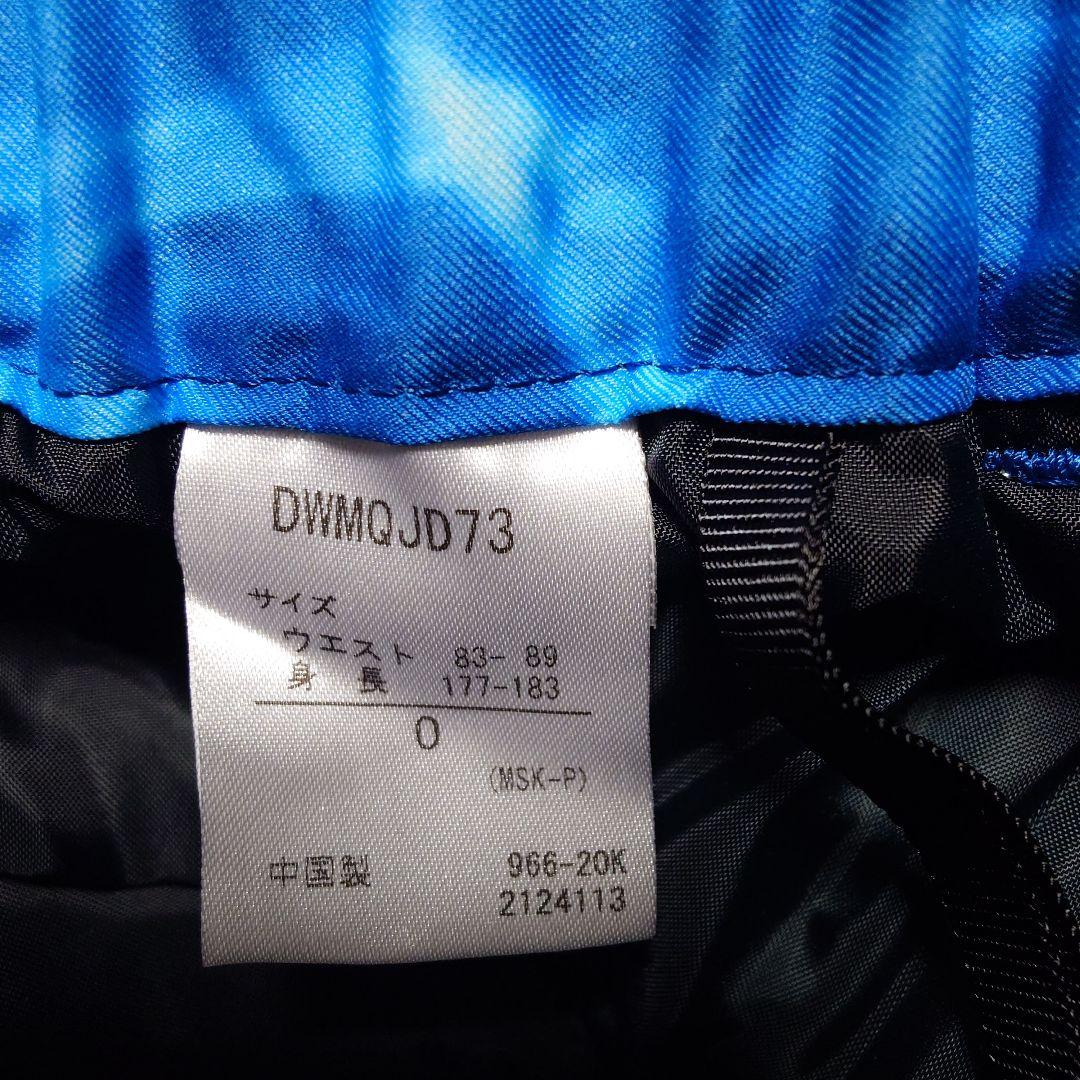 DWMQJD73
サイズ
ウエスト 83- 89
身 長 177-183
O
(MSK-P)
中国製 966-20K
2124113